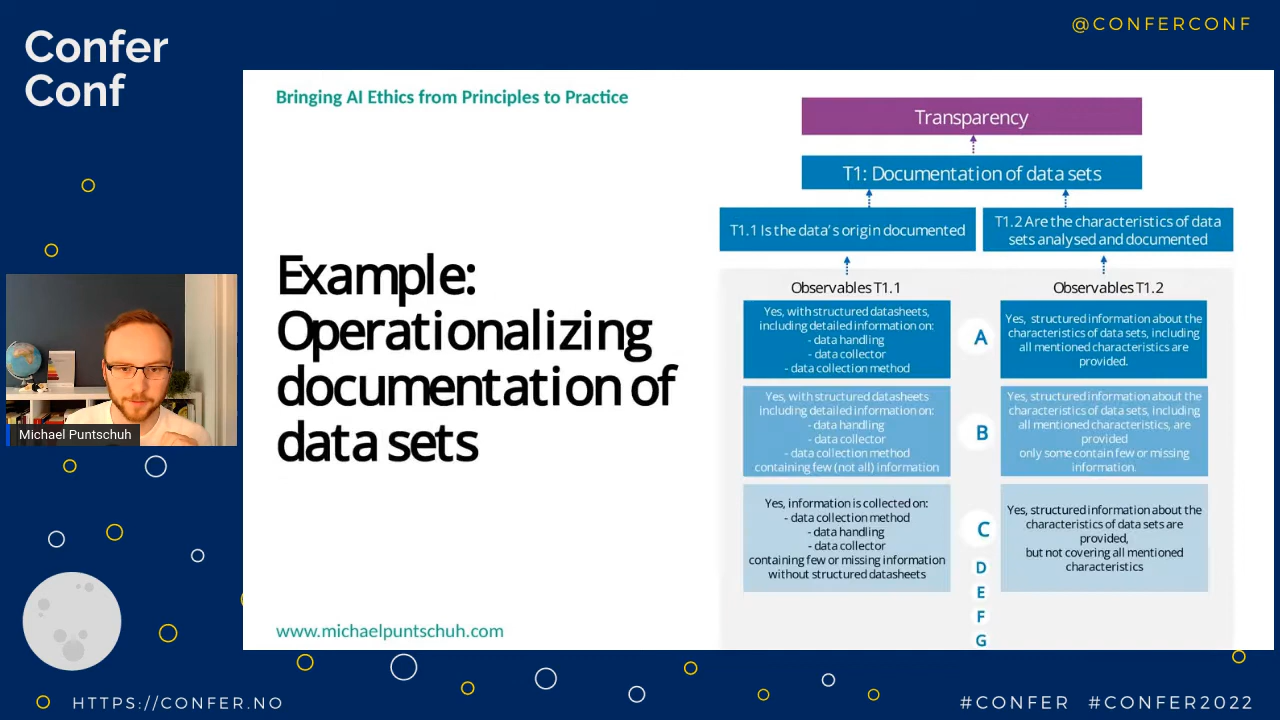 Confer
Conf
@CONFERCONF
Bringing AI Ethics from Principles to Practice
Example:
Operationalizing
documentation of
data sets
www.michaelpuntschuh.com
Transparency
T1: Documentation of data sets
T1.1 Is the data's origin documented
T1.2 Are the characteristics of data
sets analysed and documented
Observables T1.1
Observables T1.2
Yes, with structured datasheets,
including detailed information on:
- data handling
- data collector
- data collection method
A
Yes, structured information about the
characteristics of data sets, including
all mentioned characteristics are
provided.
Yes, with structured datasheets
including detailed information on:
- data handling
- data collector
- data collection method
containing few (not all) information
B
Yes, structured information about the
characteristics of data sets, including
all mentioned characteristics, are
provided
only some contain few or missing
information.
Yes, information is collected on:
- data collection method
- data handling
- data collector
containing few or missing information
without structured datasheets
C
Yes, structured information about the
characteristics of data sets are
provided,
but not covering all mentioned
characteristics
D
E
F
G
Michael Puntschuh
HTTPS://CONFER.NO
#CONFER #CONFER2022